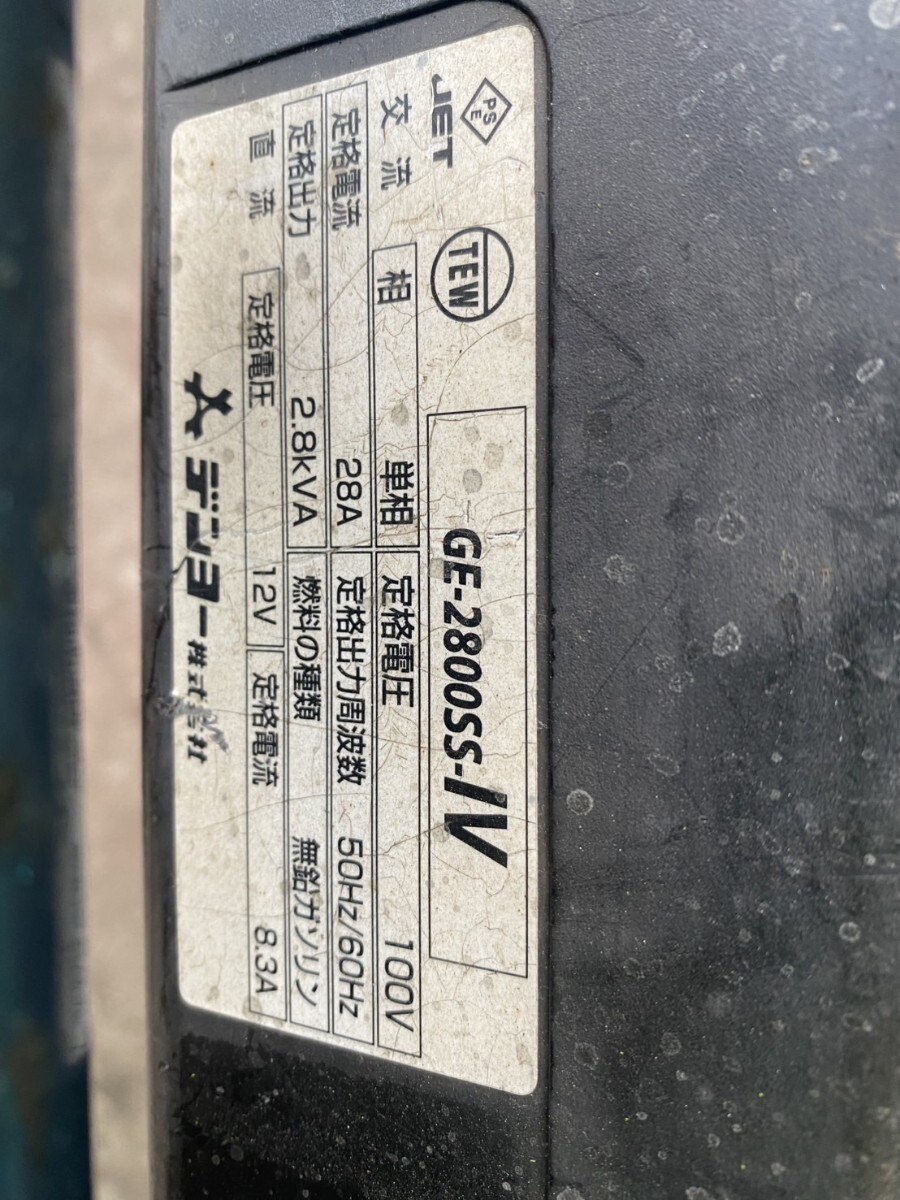 PSE
JET
TEW
GE-2800SS-IV
交流
相 単相 定格電圧 100V
定格電流 28A 定格出力周波数 50Hz/60Hz
定格出力 2.8kVA 燃料の種類 無鉛ガソリン
直流 定格電圧 12V 定格電流 8.3A
デンヨー株式会社